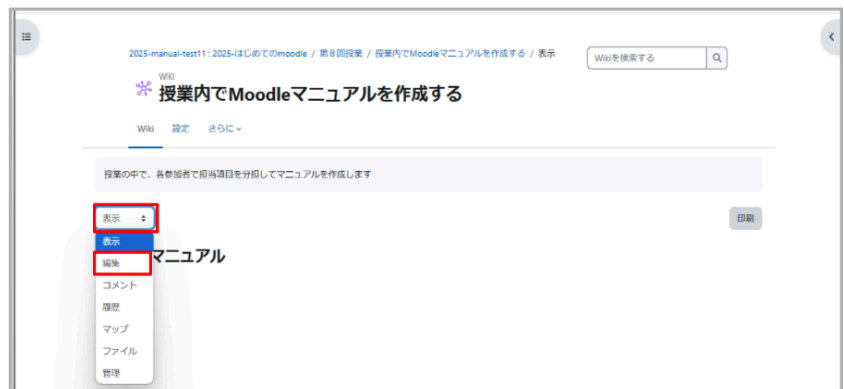 2025-manual-test11 : 2025-はじめてのmoodle / 第8回授業 / 授業内でMoodleマニュアルを作成する / 表示
Wikiを検索する
WIKI
授業内でMoodleマニュアルを作成する
Wiki 設定 さらに
授業の中で、各参加者で担当項目を分担してマニュアルを作成します
表示
印刷
表示
編集
マニュアル
コメント
履歴
マップ
ファイル
管理